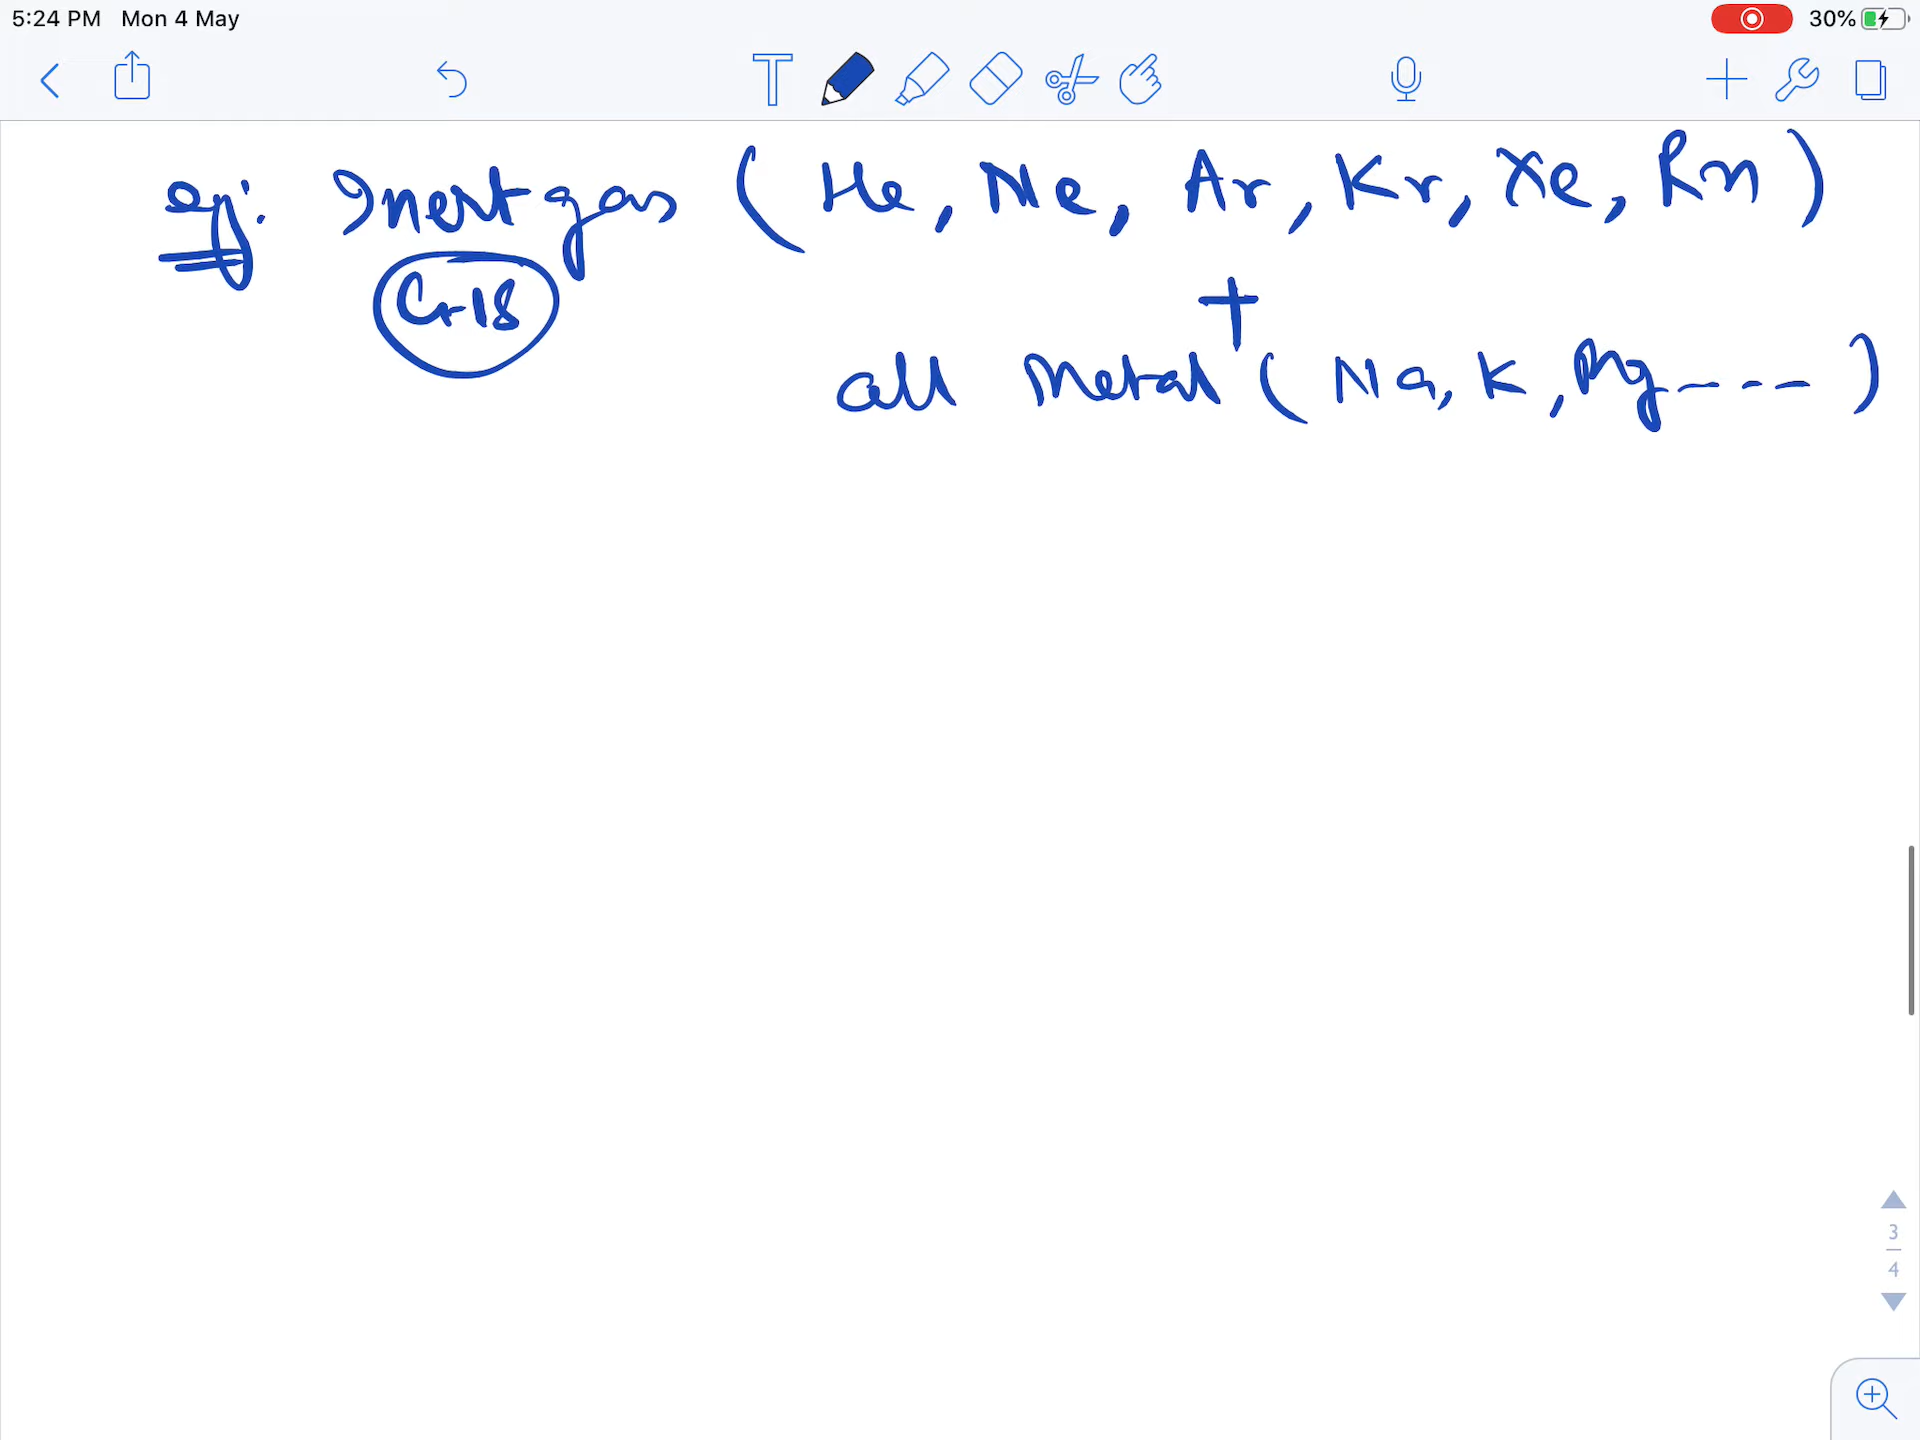 5:24 PM Mon 4 May 30%
eg: Inert gas ( He, Ne, Ar, Kr, Xe, Rn )
G-18
+
all Metal ( Na, K, Mg ---- )
3
4